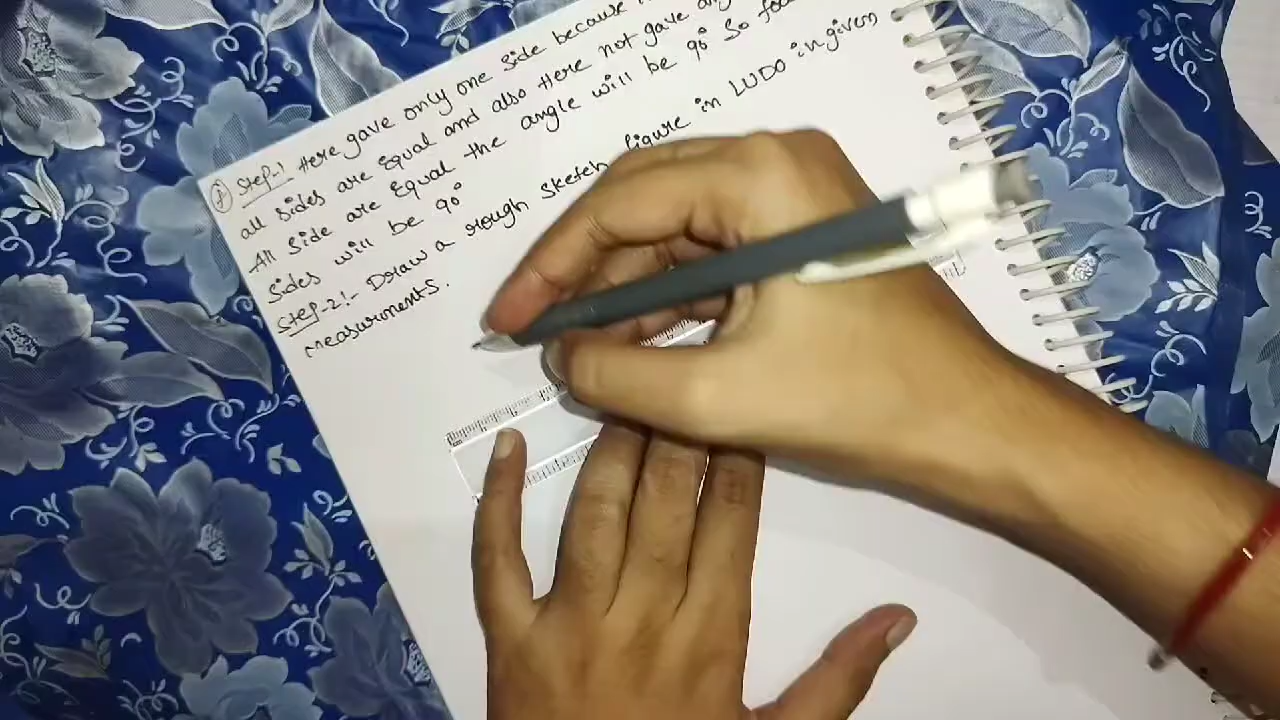 Step-1 Here gave only one side because
all sides are Equal and also Here not gave
All side are Equal the angle will be 90° So
sides will be 90°
Step-2!- Draw a rough sketch figure in LUDO in given
measurments.